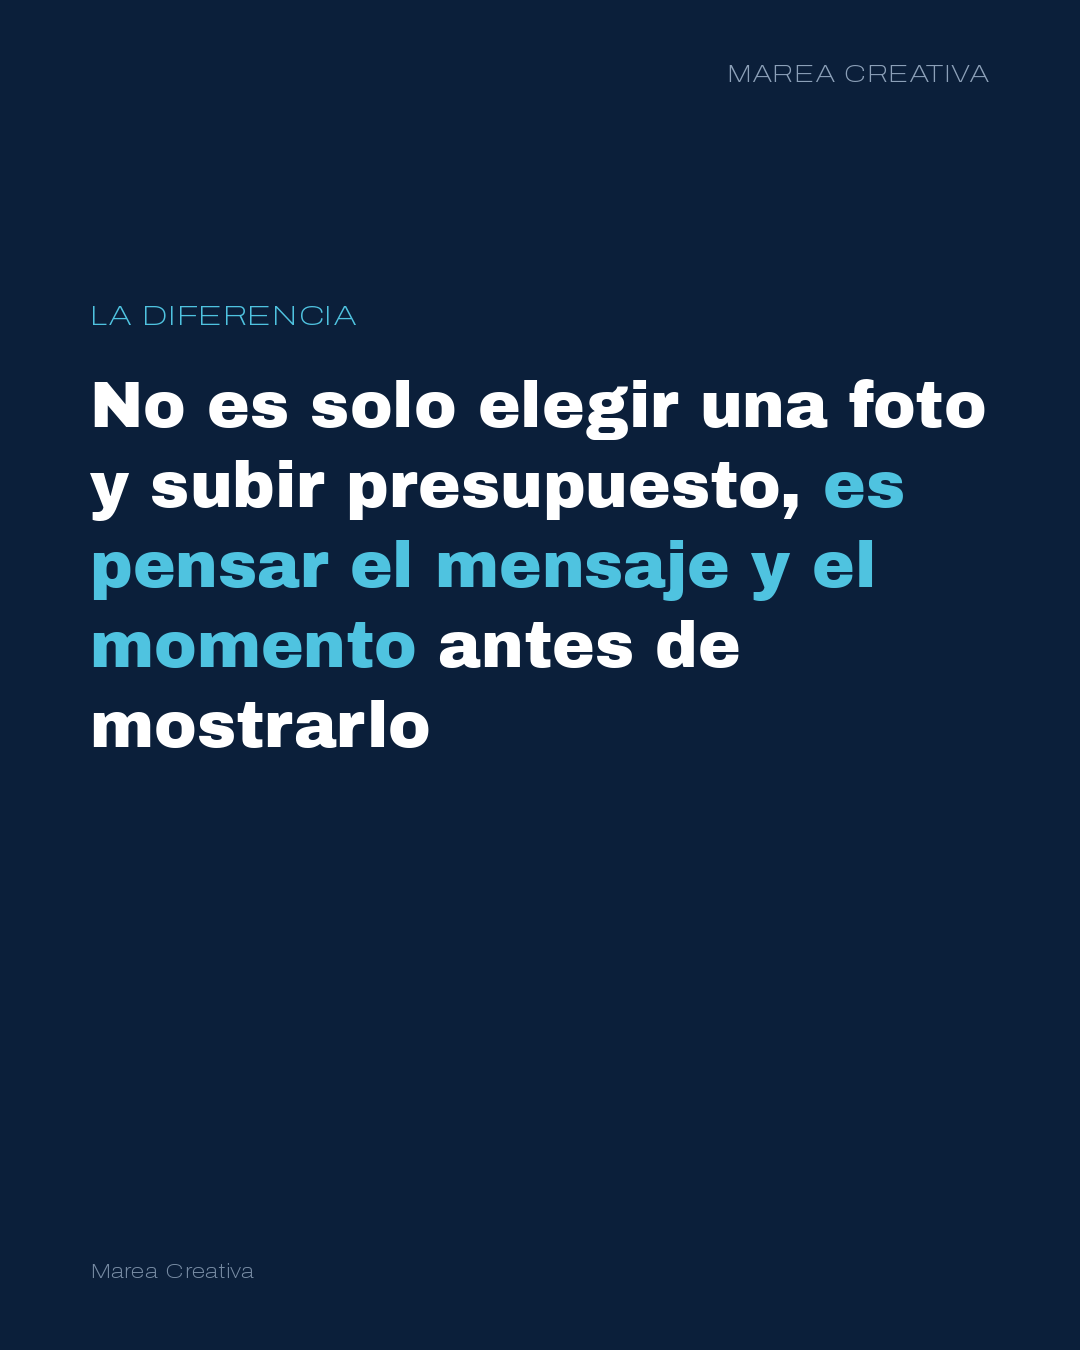 MAREA CREATIVA
LA DIFERENCIA
No es solo elegir una foto
y subir presupuesto, es
pensar el mensaje y el
momento antes de
mostrarlo
Marea Creativa